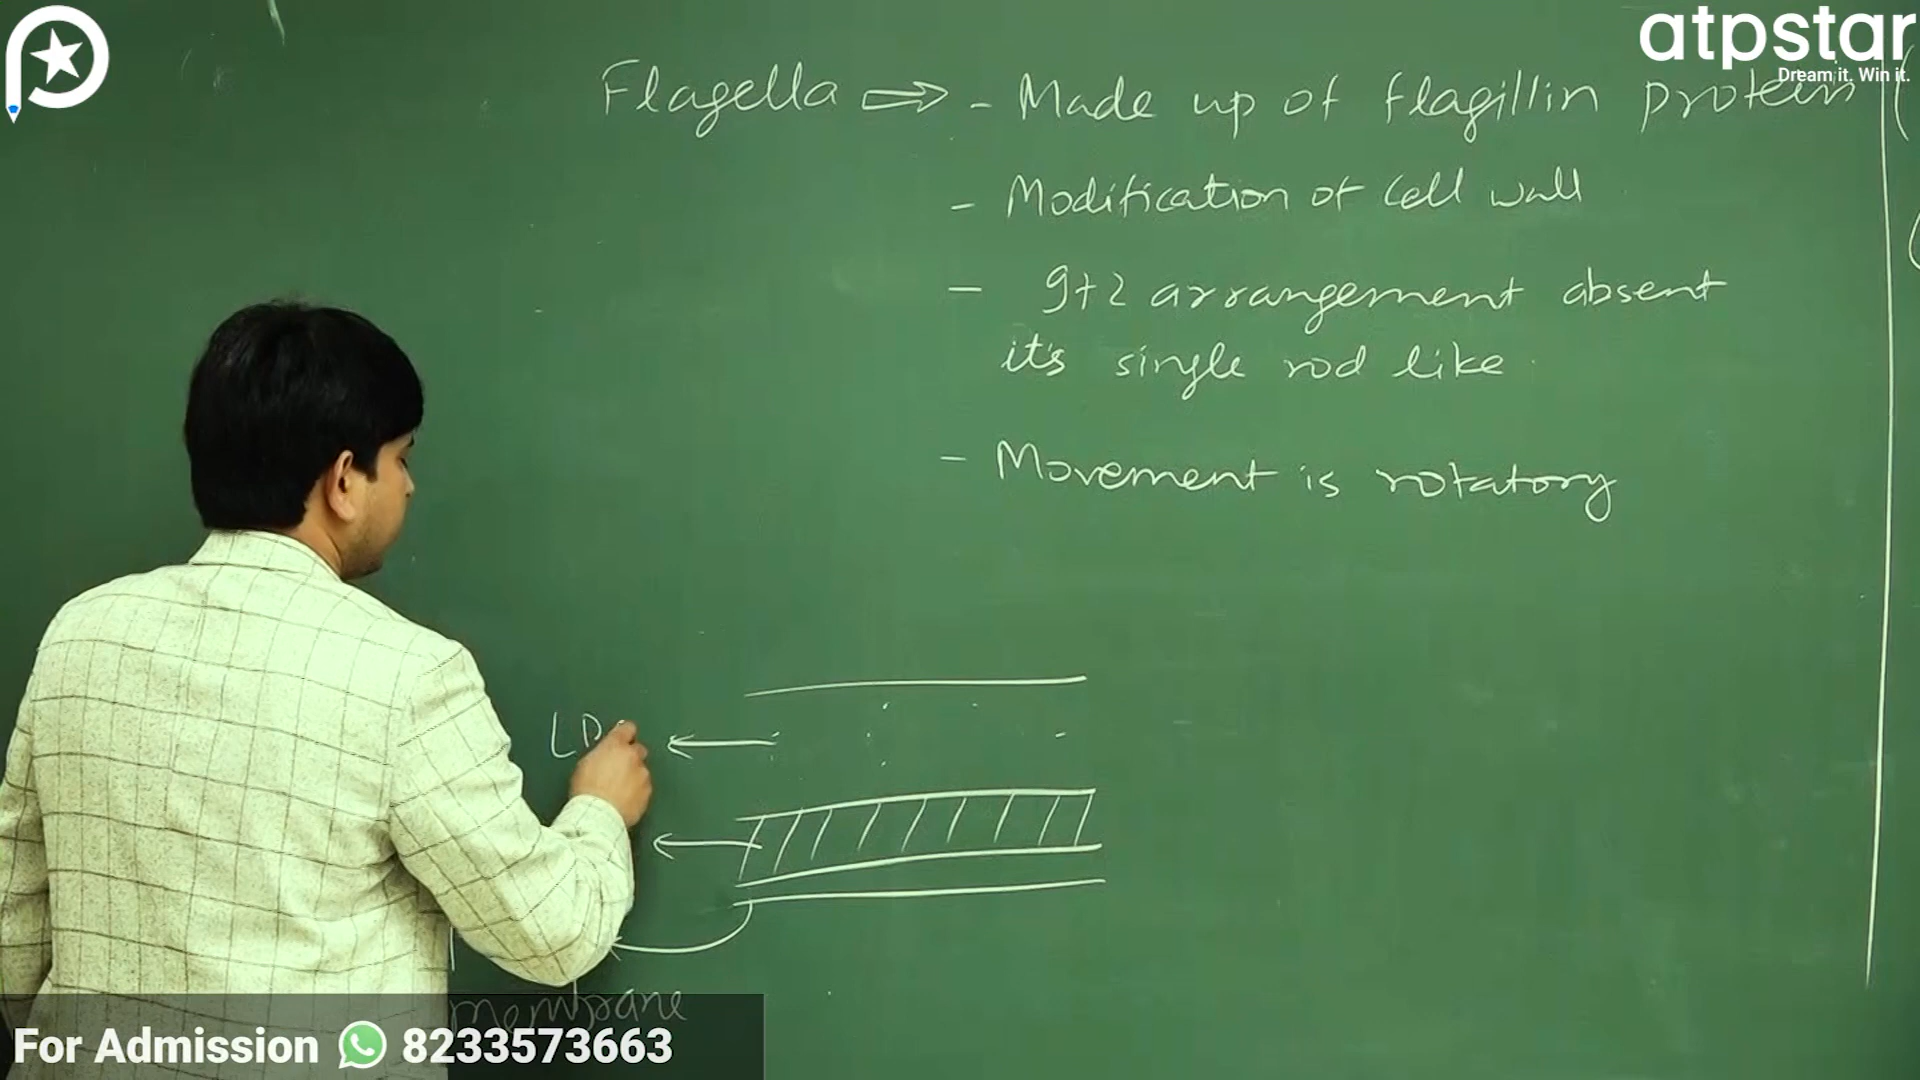 atpstar
Dream it. Win it.
Flagella ⇒ - Made up of flagillin protein
- Modification of cell wall
- 9+2 arrangement absent
it's single rod like
- Movement is rotatory
membrane
For Admission 8233573663